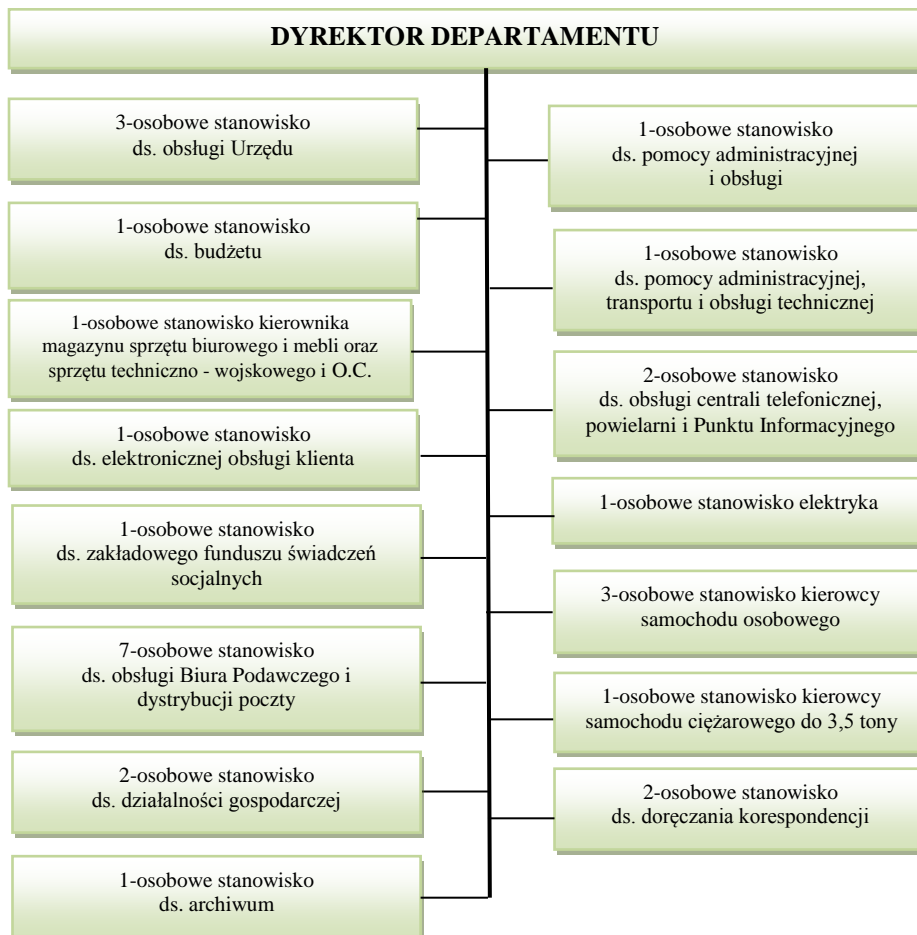 DYREKTOR DEPARTAMENTU
3-osobowe stanowisko
ds. obsługi Urzędu
1-osobowe stanowisko
ds. budżetu
1-osobowe stanowisko kierownika
magazynu sprzętu biurowego i mebli oraz
sprzętu techniczno - wojskowego i O.C.
1-osobowe stanowisko
ds. elektronicznej obsługi klienta
1-osobowe stanowisko
ds. zakładowego funduszu świadczeń
socjalnych
7-osobowe stanowisko
ds. obsługi Biura Podawczego i
dystrybucji poczty
2-osobowe stanowisko
ds. działalności gospodarczej
1-osobowe stanowisko
ds. archiwum
1-osobowe stanowisko
ds. pomocy administracyjnej
i obsługi
1-osobowe stanowisko
ds. pomocy administracyjnej,
transportu i obsługi technicznej
2-osobowe stanowisko
ds. obsługi centrali telefonicznej,
powielarni i Punktu Informacyjnego
1-osobowe stanowisko elektryka
3-osobowe stanowisko kierowcy
samochodu osobowego
1-osobowe stanowisko kierowcy
samochodu ciężarowego do 3,5 tony
2-osobowe stanowisko
ds. doręczania korespondencji